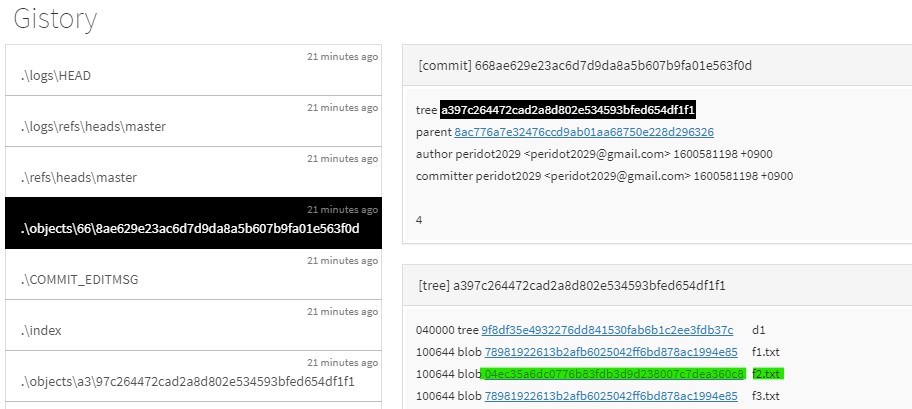 Gistory
21 minutes ago
.\logs\HEAD
21 minutes ago
.\logs\refs\heads\master
21 minutes ago
.\refs\heads\master
21 minutes ago
.\objects\66\8ae629e23ac6d7d9da8a5b607b9fa01e563f0d
21 minutes ago
.\COMMIT_EDITMSG
21 minutes ago
.\index
21 minutes ago
.\objects\a3\97c264472cad2a8d802e534593bfed654df1f1
[commit] 668ae629e23ac6d7d9da8a5b607b9fa01e563f0d
tree a397c264472cad2a8d802e534593bfed654df1f1
parent 8ac776a7e32476ccd9ab01aa68750e228d296326
author peridot2029 <peridot2029@gmail.com> 1600581198 +0900
committer peridot2029 <peridot2029@gmail.com> 1600581198 +0900
4
[tree] a397c264472cad2a8d802e534593bfed654df1f1
040000 tree 9f8df35e4932276dd841530fab6b1c2ee3fdb37c d1
100644 blob 78981922613b2afb6025042ff6bd878ac1994e85 f1.txt
100644 blob 04ec35a6dc0776b83fdb3d9d238007c7dea360c8 f2.txt
100644 blob 78981922613b2afb6025042ff6bd878ac1994e85 f3.txt